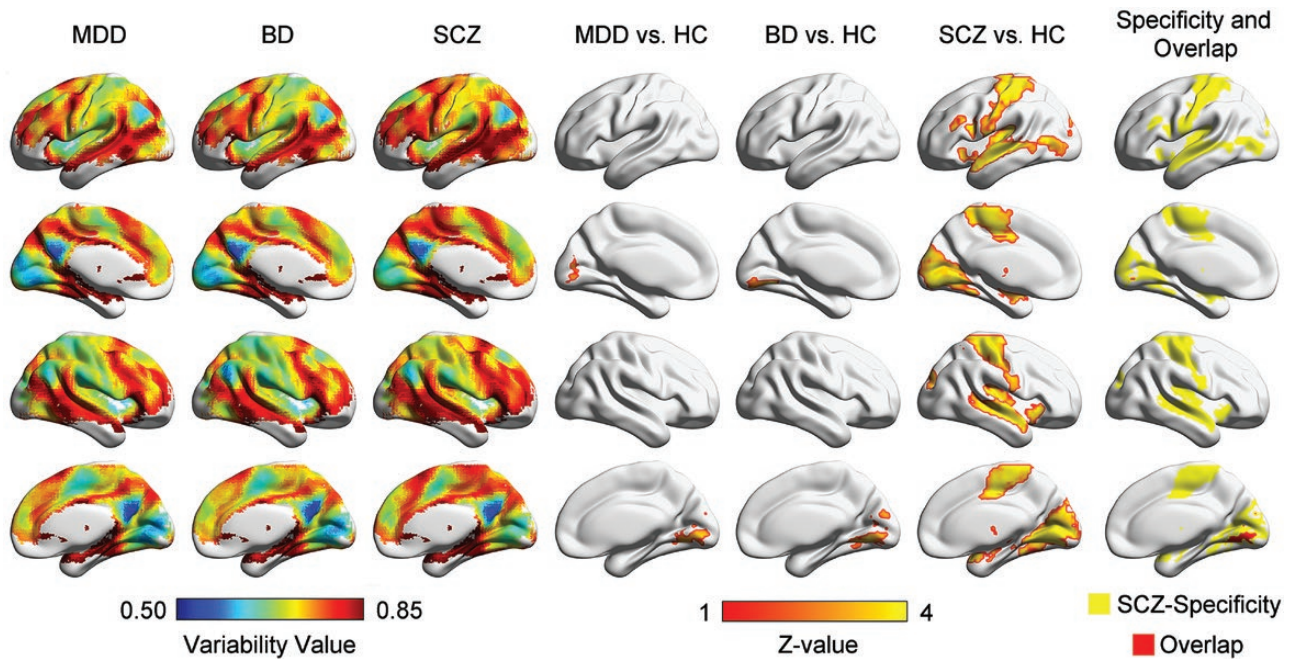 MDD BD SCZ MDD vs. HC BD vs. HC SCZ vs. HC Specificity and
Overlap
0.50 0.85 1 4 SCZ-Specificity
Variability Value Z-value Overlap